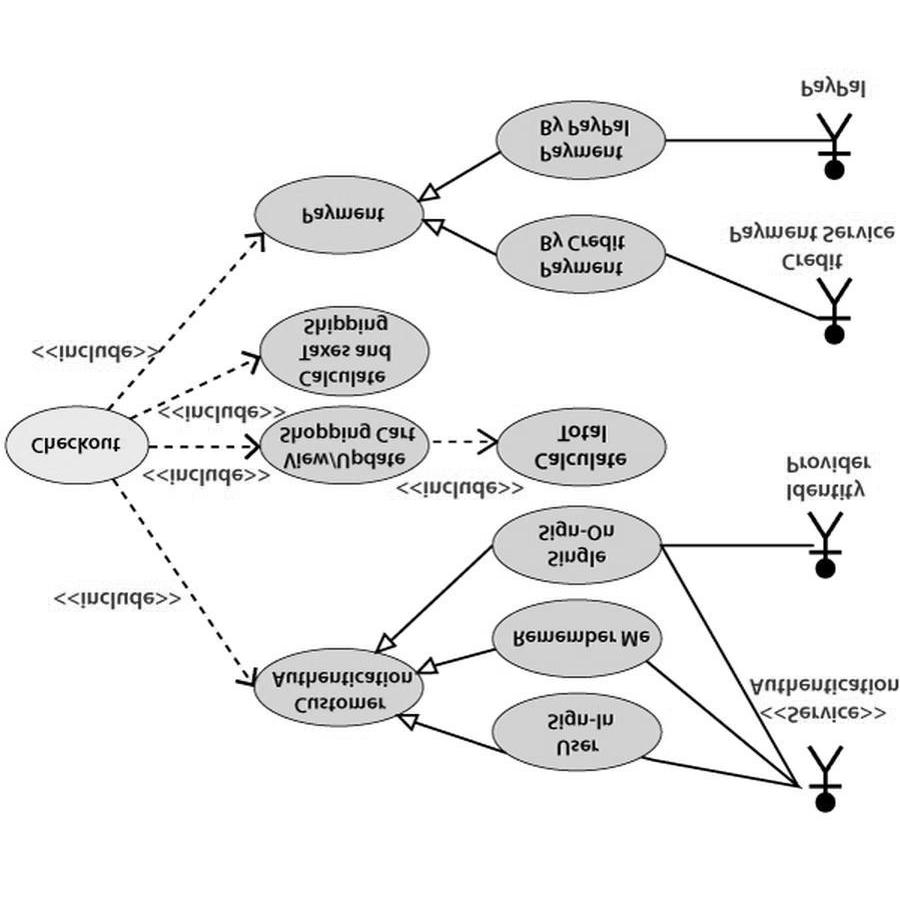 User
Sign-In
<<Service>>
Authentication
Customer
Authentication
Remember Me
<<include>>
Single
Sign-On
Identity
Provider
<<include>>
<<include>>
View/Update
Shopping Cart
Calculate
Total
Checkout
<<include>>
Calculate
Taxes and
Shipping
<<include>>
Payment
By Credit
Credit
Payment Service
Payment
Payment
By PayPal
PayPal